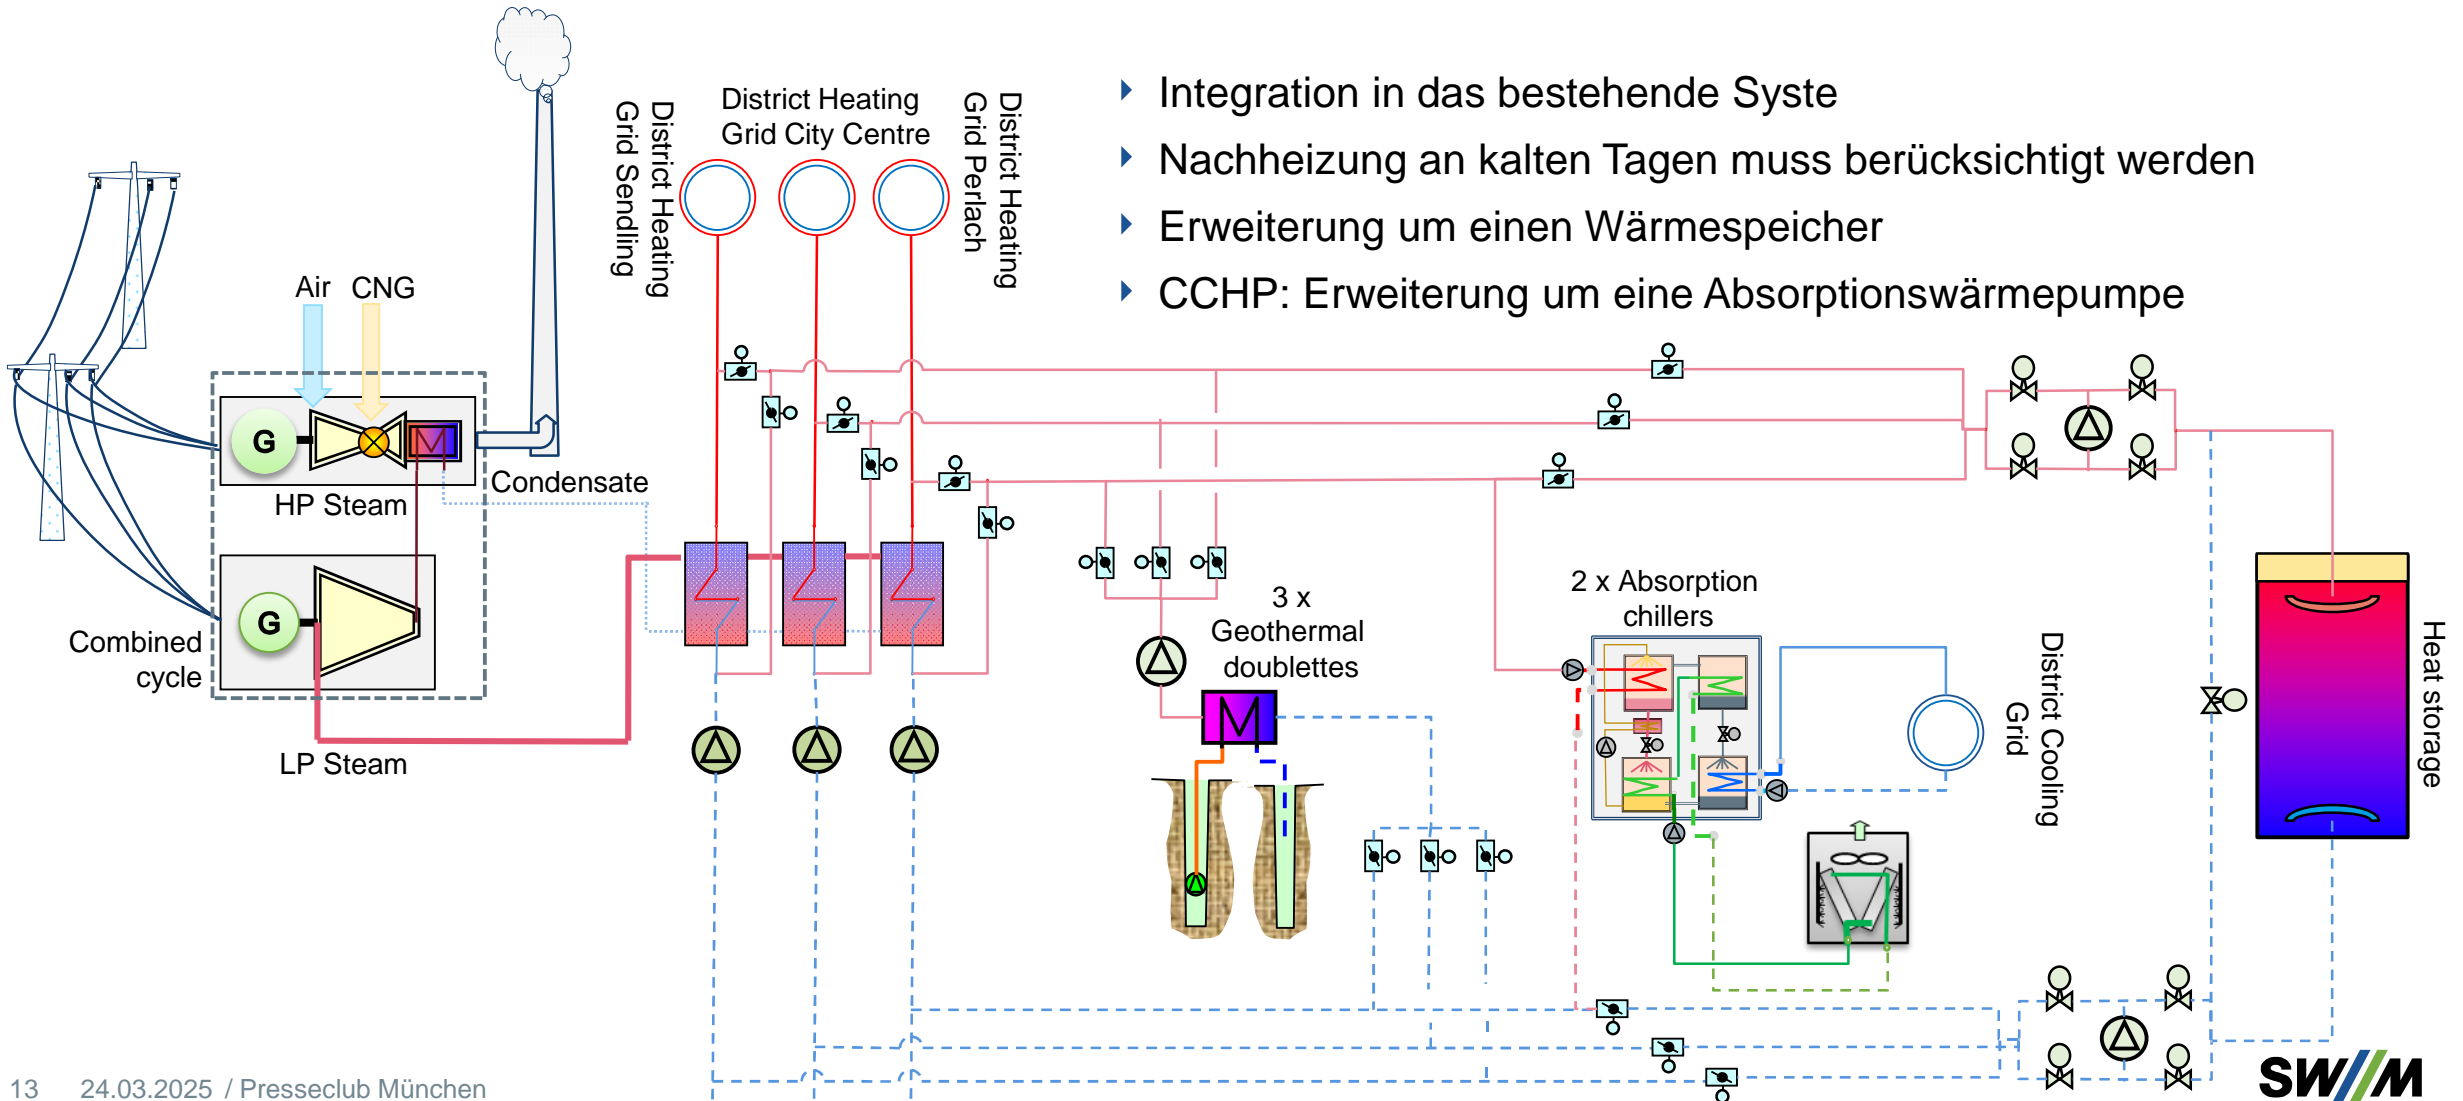 Integration in das bestehende Syste
Nachheizung an kalten Tagen muss berücksichtigt werden
Erweiterung um einen Wärmespeicher
CCHP: Erweiterung um eine Absorptionswärmepumpe
District Heating
Grid Sendling
District Heating
Grid City Centre
District Heating
Grid Perlach
Air
CNG
G
HP Steam
Condensate
G
Combined
cycle
LP Steam
3 x
Geothermal
doublettes
2 x Absorption
chillers
District Cooling
Grid
Heat storage
13
24.03.2025 / Presseclub München
SW//M